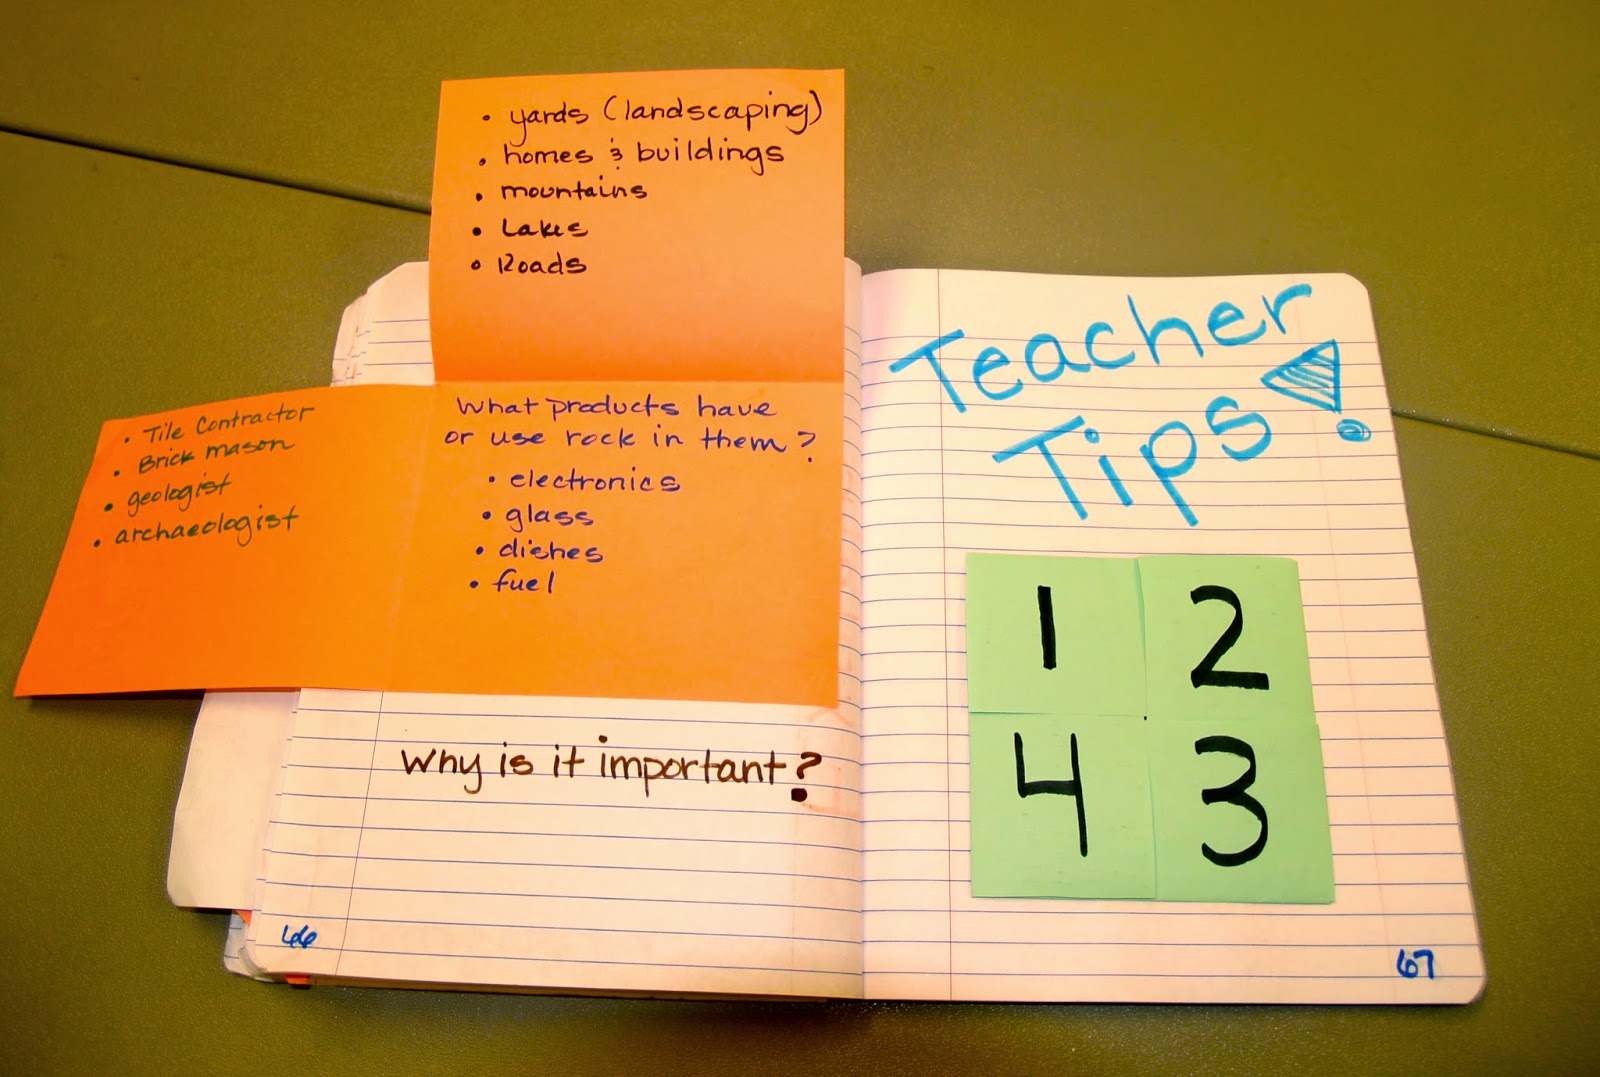 • yards (landscaping)
• homes & buildings
• mountains
• Lakes
• Roads
• Tile Contractor
• Brick mason
• geologist
• archaeologist
What products have
or use rock in them?
• electronics
• glass
• dishes
• fuel
Why is it important?
66
Teacher
Tips!
1 2
4 3
67